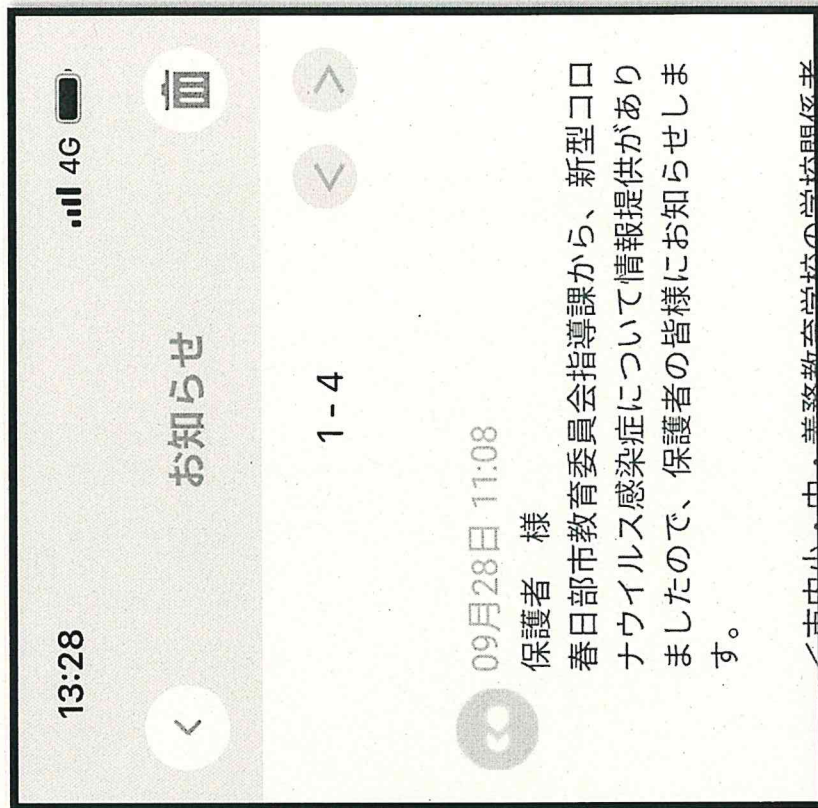 13:28 4G
お知らせ
1-4
09月28日 11:08
保護者 様
春日部市教育委員会指導課から、新型コロ
ナウイルス感染症について情報提供があり
ましたので、保護者の皆様にお知らせしま
す。